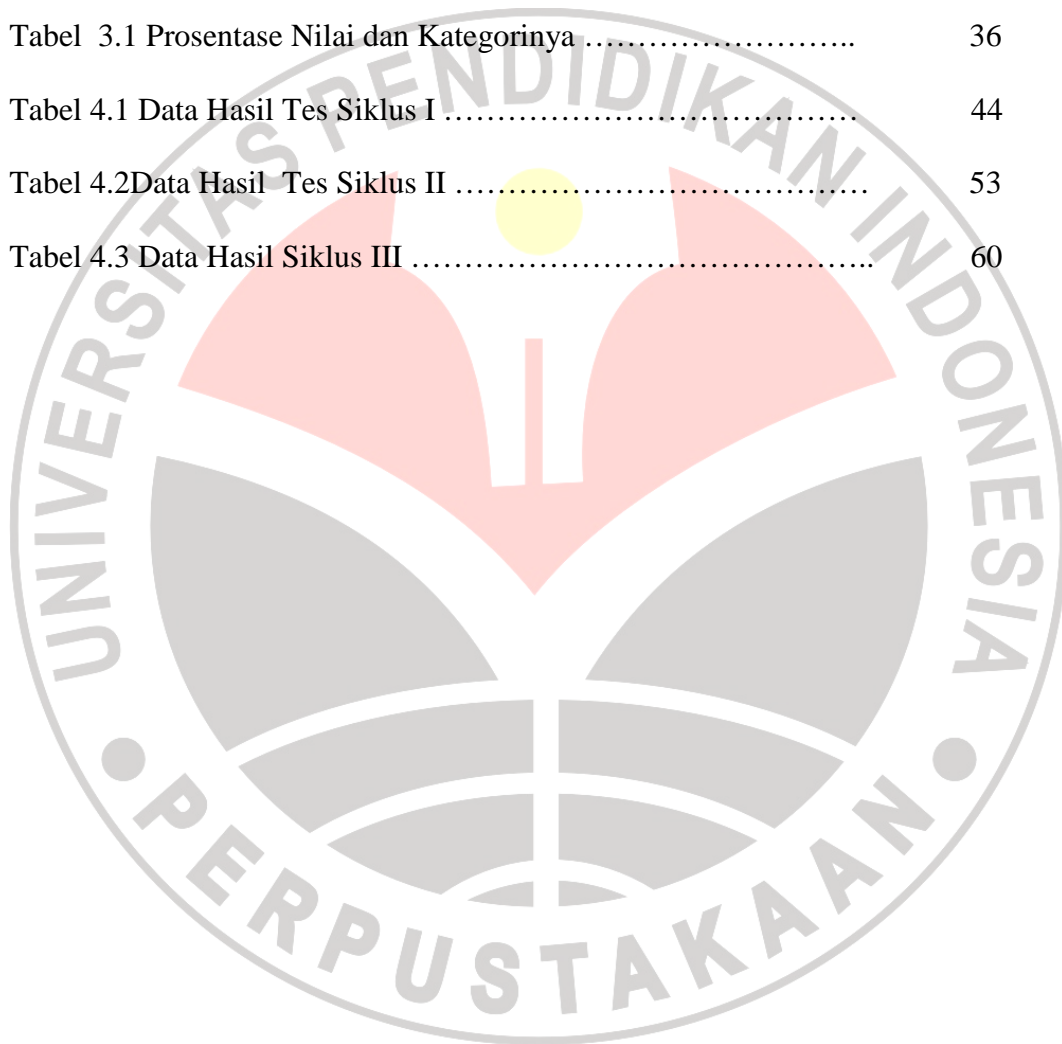 Tabel  3.1 Prosentase Nilai dan Kategorinya …………………….. 36
Tabel 4.1 Data Hasil Tes Siklus I ………………………………… 44
Tabel 4.2Data Hasil  Tes Siklus II ………………………………… 53
Tabel 4.3 Data Hasil Siklus III …………………………………….. 60
UNIVERSITAS PENDIDIKAN INDONESIA
PERPUSTAKAAN